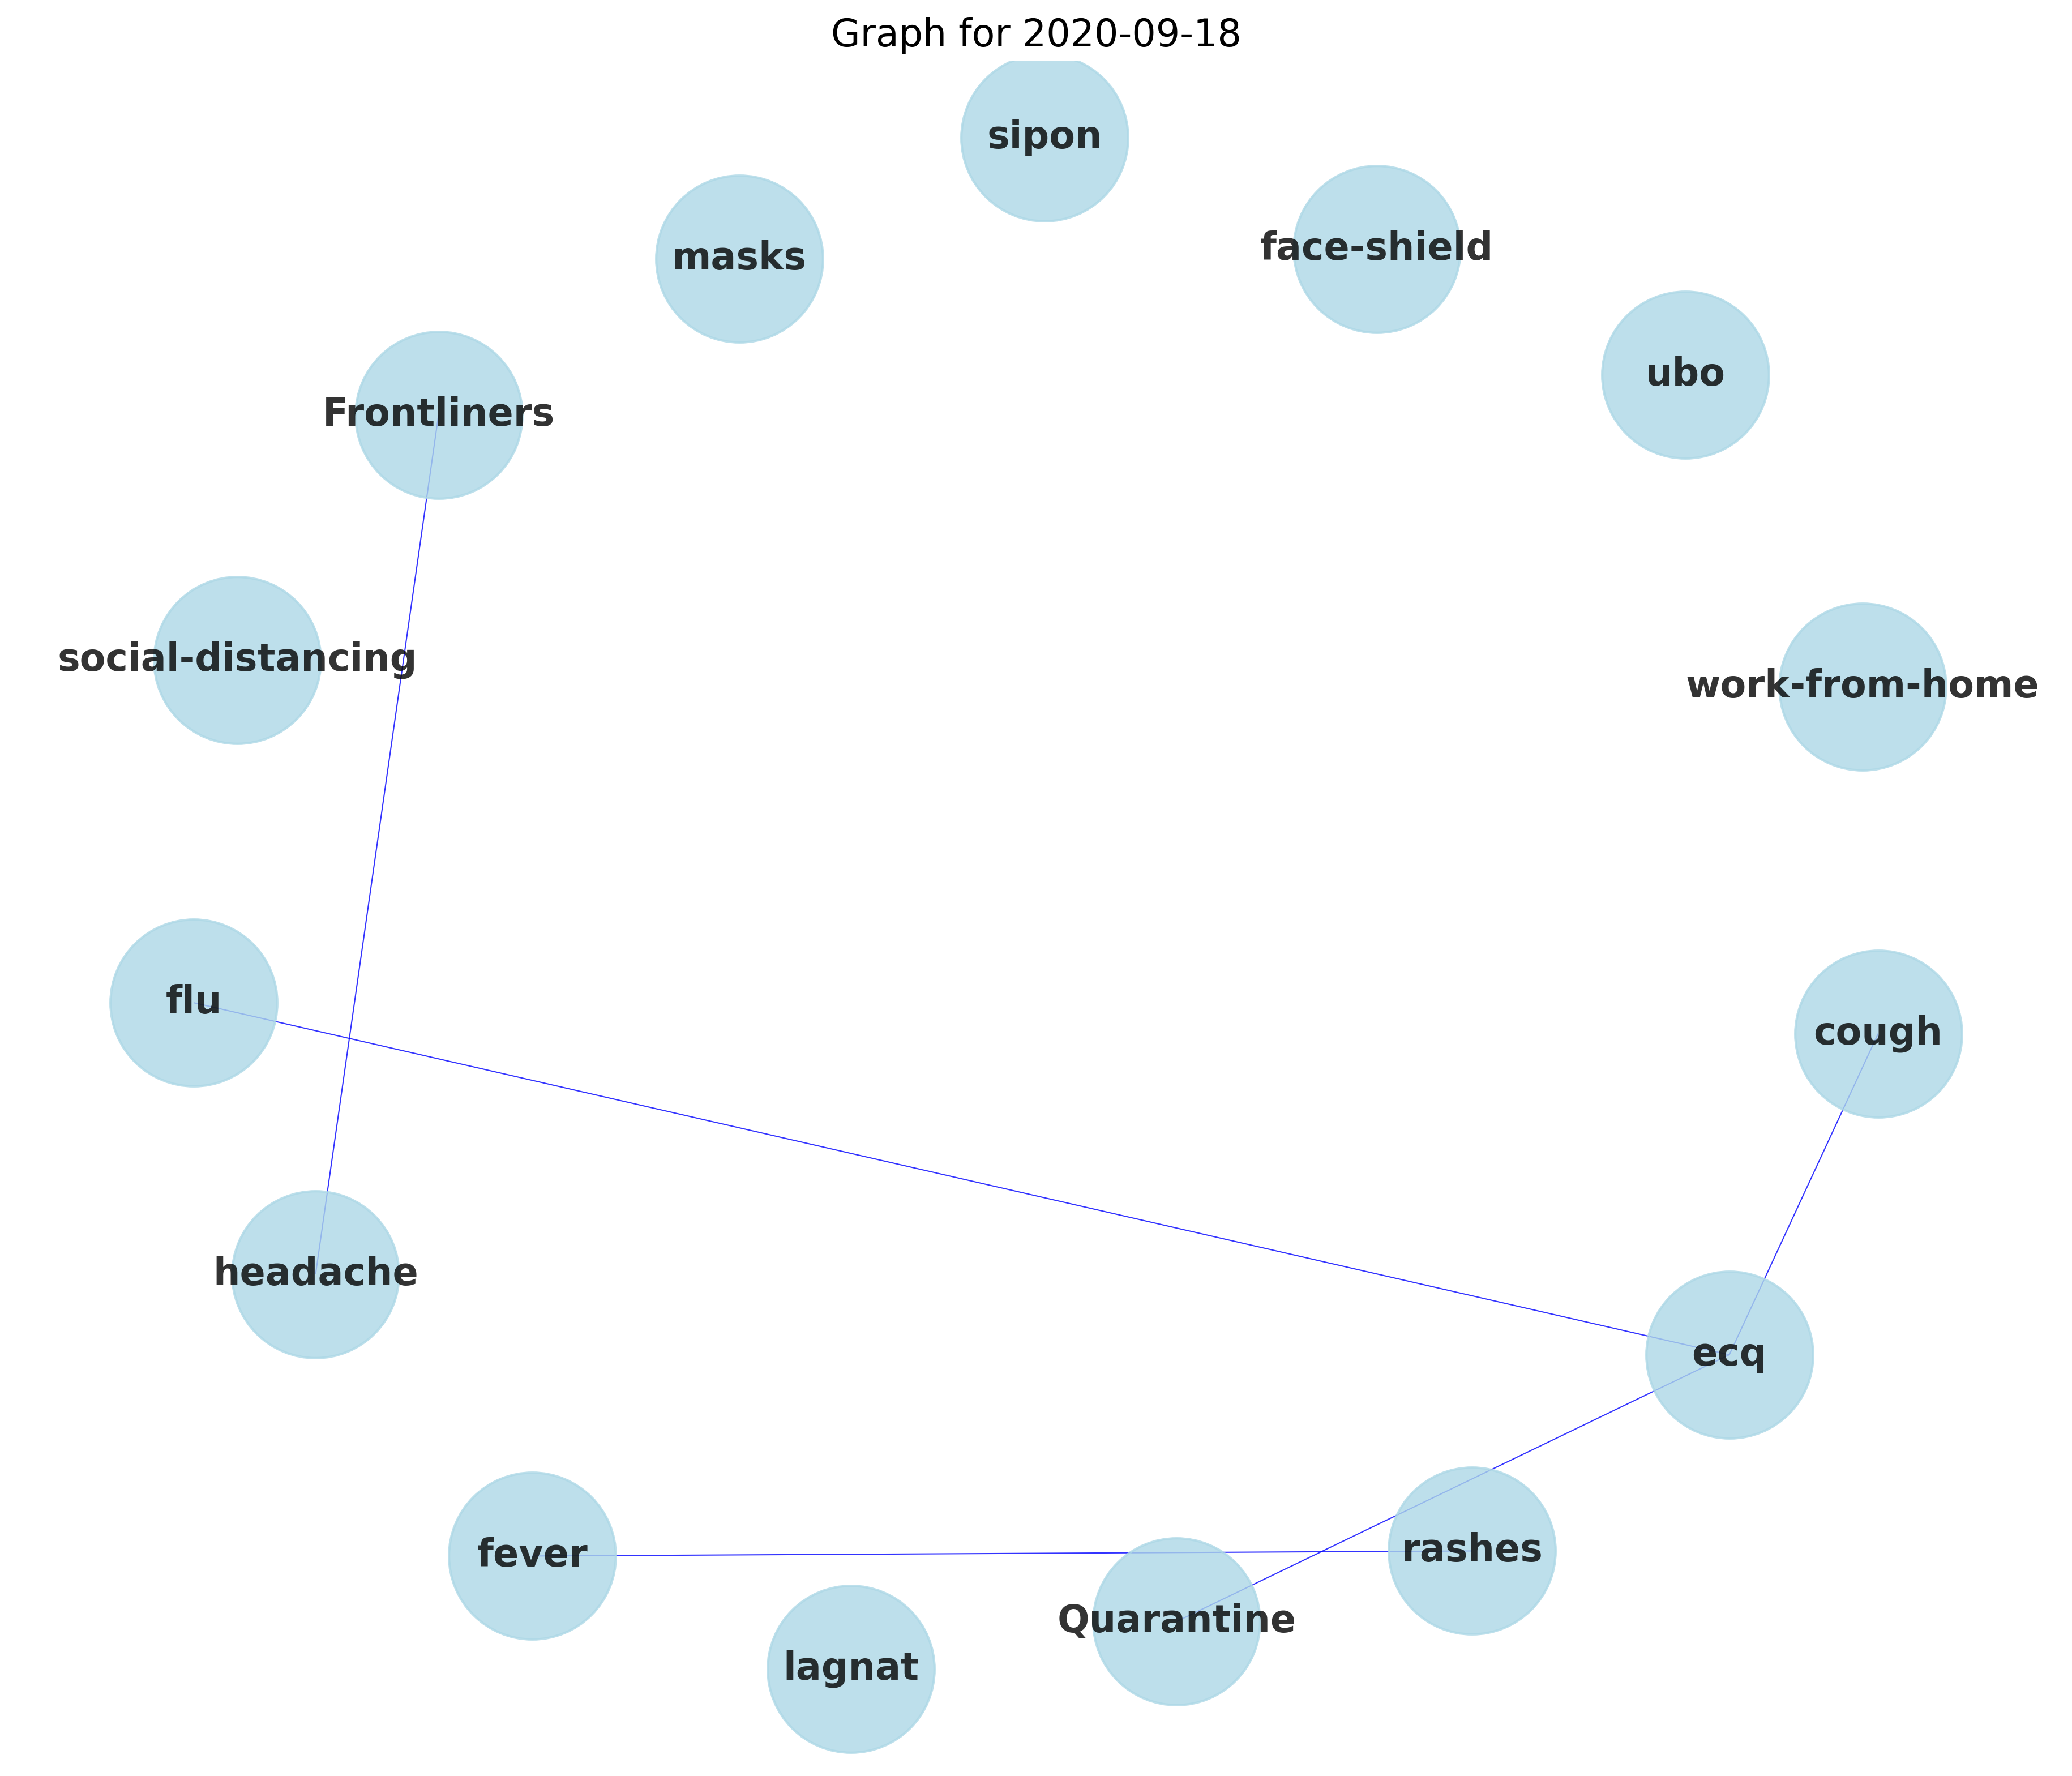 Graph for 2020-09-18
sipon
face-shield
masks
ubo
Frontliners
social-distancing
work-from-home
flu
cough
headache
ecq
rashes
fever
Quarantine
lagnat